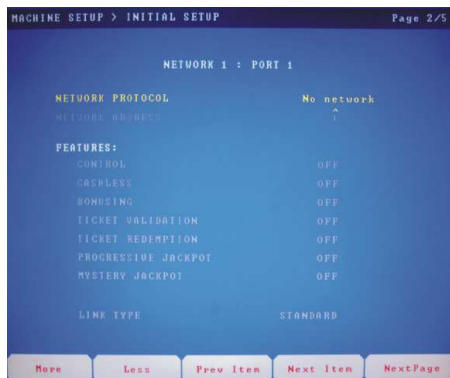 MACHINE SETUP > INITIAL SETUP Page 2/5
NETWORK 1 : PORT 1
NETWORK PROTOCOL No network
NETWORK ADDRESS 1
FEATURES:
CONTROL OFF
CASHLESS OFF
BONUSING OFF
TICKET VALIDATION OFF
TICKET REDEMPTION OFF
PROGRESSIVE JACKPOT OFF
MYSTERY JACKPOT OFF
LINK TYPE STANDARD
More Less Prev Item Next Item NextPage